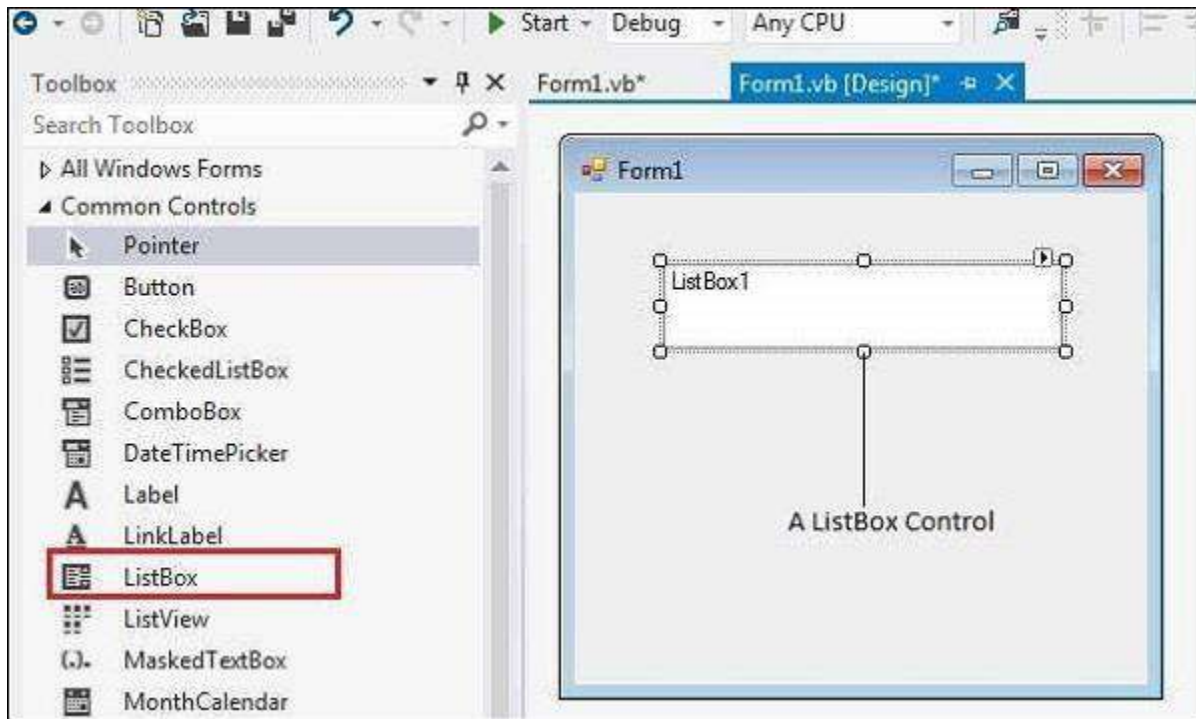 Start Debug Any CPU
Toolbox
Search Toolbox
All Windows Forms
Common Controls
Pointer
Button
CheckBox
CheckedListBox
ComboBox
DateTimePicker
Label
LinkLabel
ListBox
ListView
MaskedTextBox
MonthCalendar
Form1.vb*
Form1.vb [Design]*
Form1
ListBox1
A ListBox Control